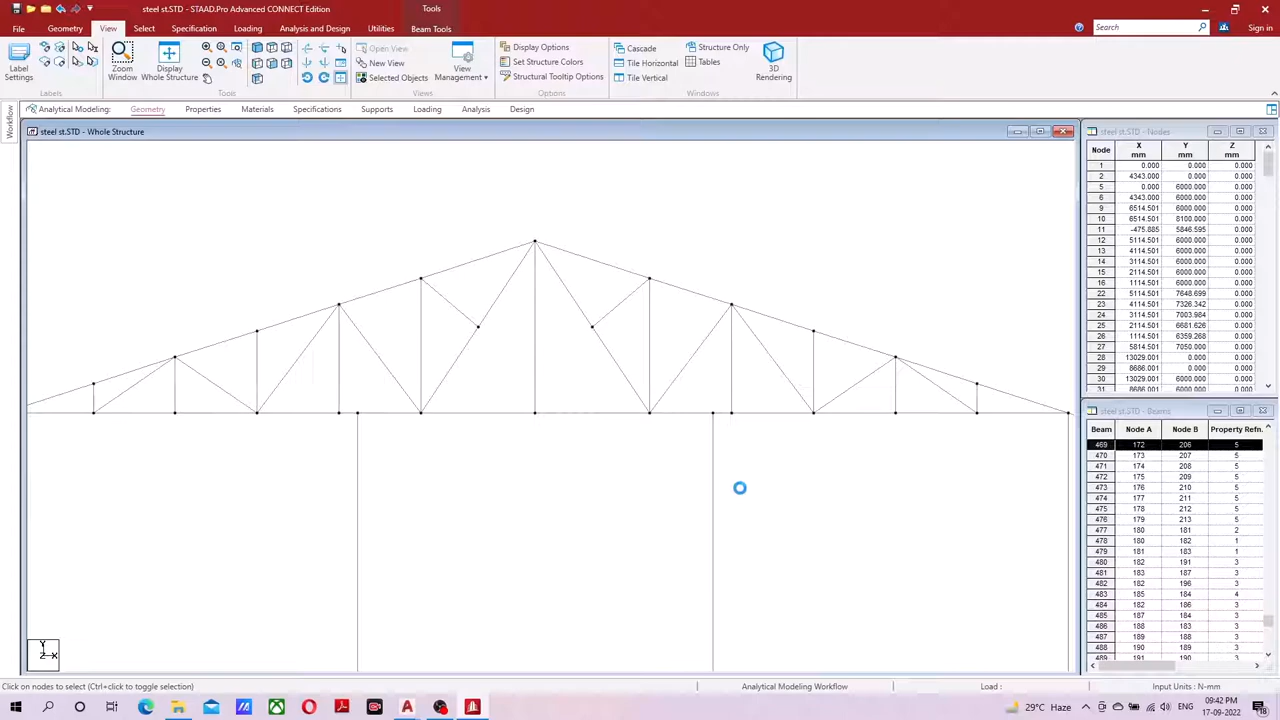 steel st.STD - STAAD.Pro Advanced CONNECT Edition
Tools
File Geometry View Select Specification Loading Analysis and Design Utilities Beam Tools
Search
Sign in
Label Settings
Labels
Zoom Window
Display Whole Structure
Tools
Open View
New View
Selected Objects
View Management
Views
Display Options
Set Structure Colors
Structural Tooltip Options
Options
Cascade
Tile Horizontal
Tile Vertical
Structure Only
Tables
Windows
3D Rendering
Workflow
Analytical Modeling: Geometry Properties Materials Specifications Supports Loading Analysis Design
steel st.STD - Whole Structure
Y
Z X
steel st.STD - Nodes
Node X mm Y mm Z mm
1 0.000 0.000 0.000
2 4343.000 0.000 0.000
5 0.000 6000.000 0.000
6 4343.000 6000.000 0.000
9 6514.501 6000.000 0.000
10 6514.501 8100.000 0.000
11 -475.885 5846.595 0.000
12 5114.501 6000.000 0.000
13 4114.501 6000.000 0.000
14 3114.501 6000.000 0.000
15 2114.501 6000.000 0.000
16 1114.501 6000.000 0.000
22 5114.501 7648.699 0.000
23 4114.501 7326.342 0.000
24 3114.501 7003.984 0.000
25 2114.501 6681.626 0.000
26 1114.501 6359.268 0.000
27 5814.501 7050.000 0.000
28 13029.001 0.000 0.000
29 8686.001 0.000 0.000
30 13029.001 6000.000 0.000
31 8686.001 6000.000 0.000
steel st.STD - Beams
Beam Node A Node B Property Refn.
469 172 206 5
470 173 207 5
471 174 208 5
472 175 209 5
473 176 210 5
474 177 211 5
475 178 212 5
476 179 213 5
477 180 181 2
478 180 182 1
479 181 183 1
480 182 191 3
481 183 187 3
482 182 196 3
483 185 184 4
484 182 186 3
485 187 184 3
486 188 183 3
487 189 188 3
488 190 189 3
489 191 190 3
Click on nodes to select (Ctrl+click to toggle selection)
Analytical Modeling Workflow
Load :
Input Units : N-mm
29°C Haze
ENG
09:42 PM
17-09-2022
18